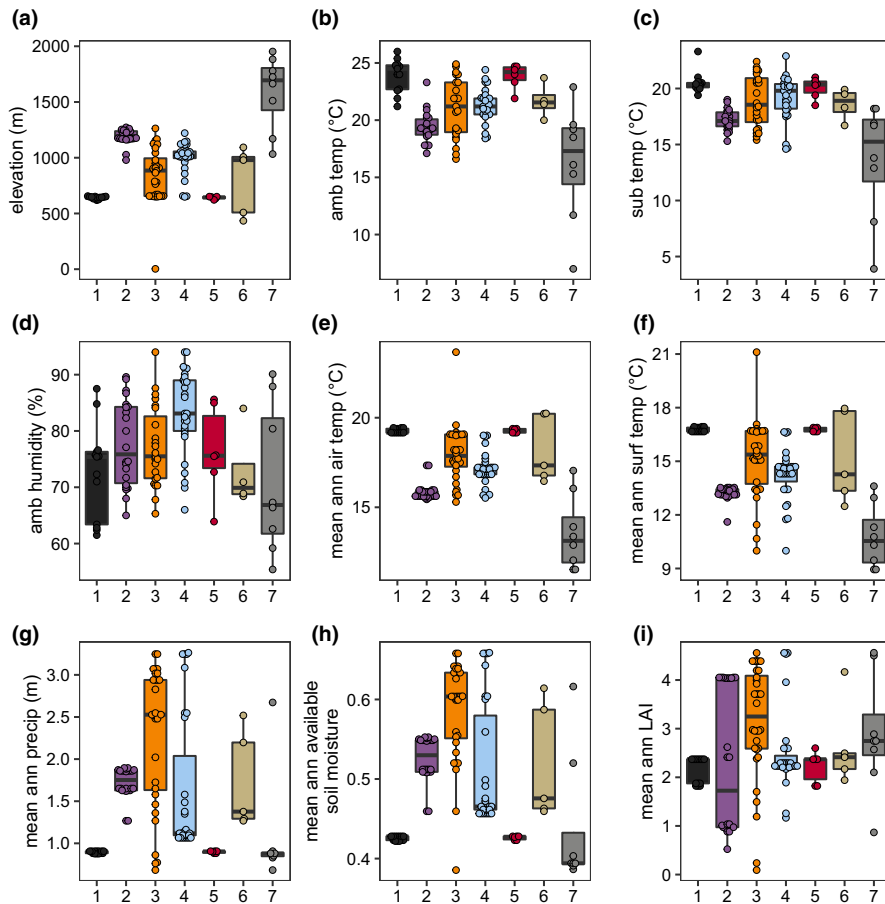 (a)
elevation (m)
2000
1500
1000
500
0
1 2 3 4 5 6 7
(b)
amb temp (°C)
25
20
15
10
1 2 3 4 5 6 7
(c)
sub temp (°C)
20
15
10
5
1 2 3 4 5 6 7
(d)
amb humidity (%)
90
80
70
60
1 2 3 4 5 6 7
(e)
mean ann air temp (°C)
19
15
1 2 3 4 5 6 7
(f)
mean ann surf temp (°C)
21
18
15
12
9
1 2 3 4 5 6 7
(g)
mean ann precip (m)
3.0
2.5
2.0
1.5
1.0
1 2 3 4 5 6 7
(h)
mean ann available
soil moisture
0.6
0.5
0.4
1 2 3 4 5 6 7
(i)
mean ann LAI
4
3
2
1
0
1 2 3 4 5 6 7